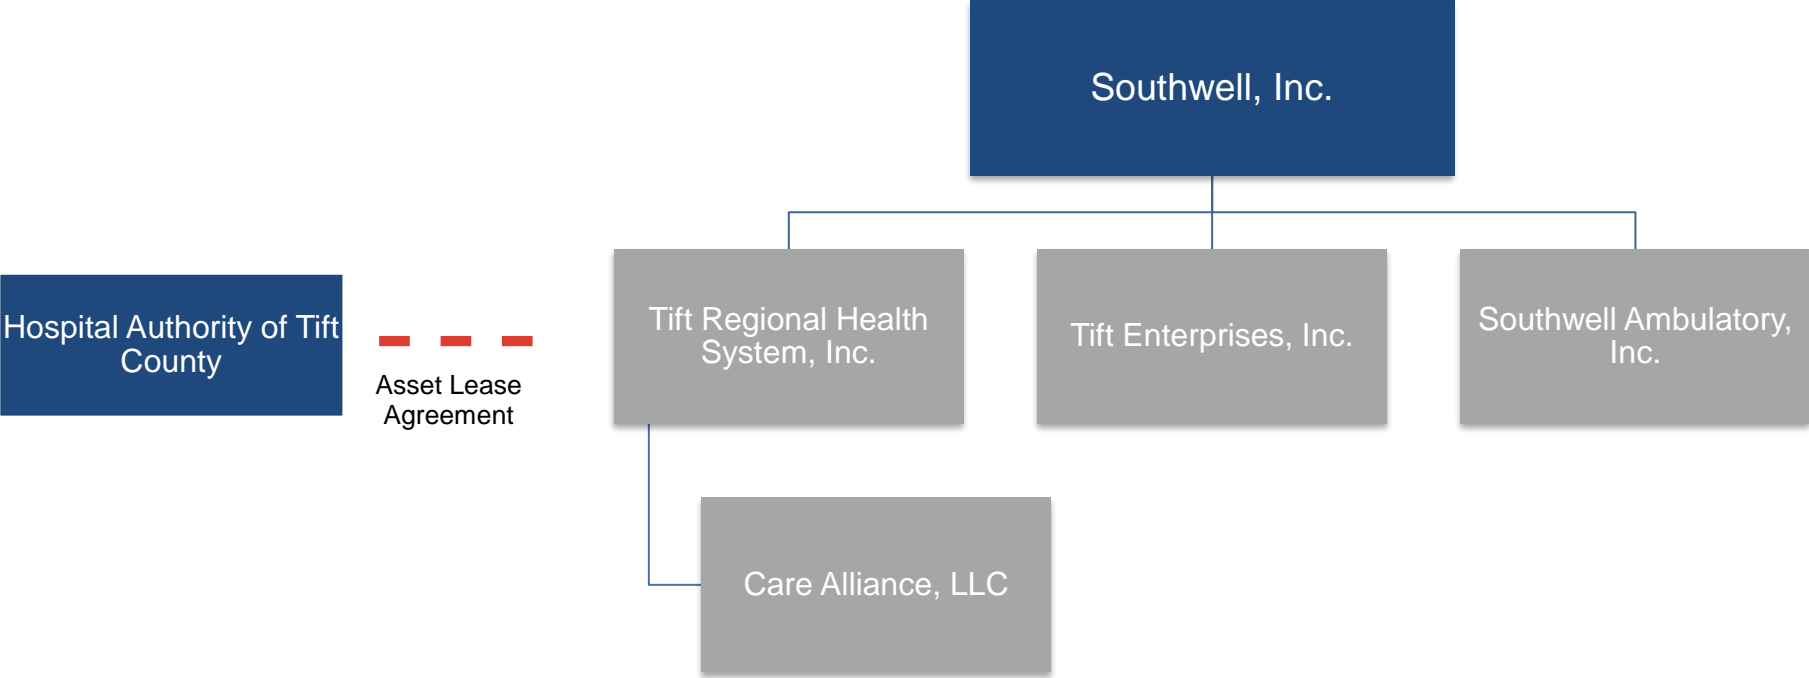 Southwell, Inc.
Hospital Authority of Tift
County
Asset Lease
Agreement
Tift Regional Health
System, Inc.
Tift Enterprises, Inc.
Southwell Ambulatory,
Inc.
Care Alliance, LLC